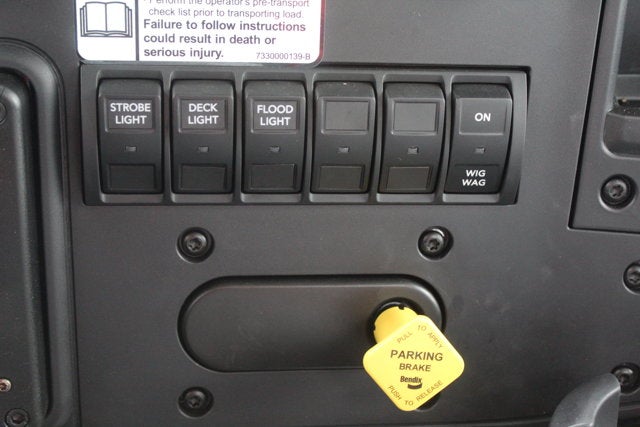 · Perform the operator's pre-transport
check list prior to transporting load.
Failure to follow instructions
could result in death or
serious injury.
7330000139-B
STROBE
LIGHT
DECK
LIGHT
FLOOD
LIGHT
ON
WIG
WAG
PULL TO APPLY
PARKING
BRAKE
Bendix
PUSH TO RELEASE